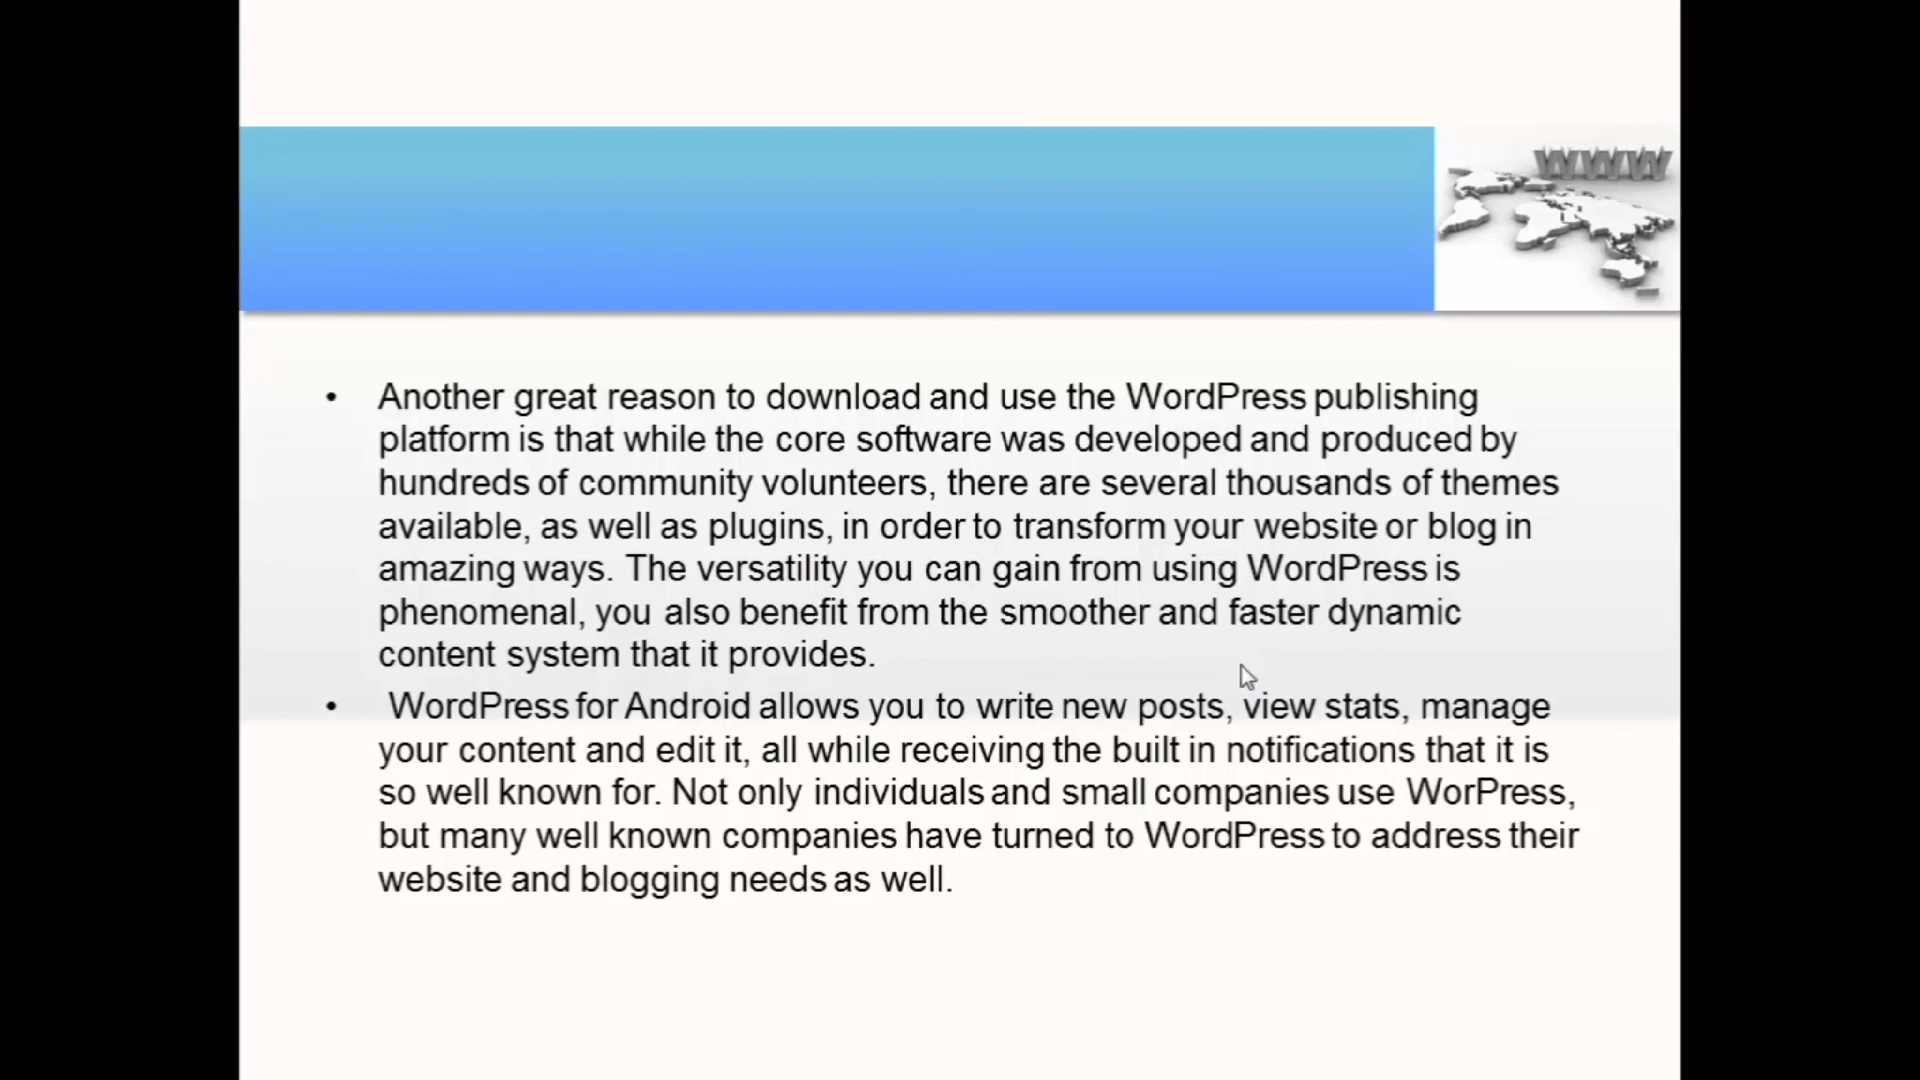 WWW
• Another great reason to download and use the WordPress publishing
platform is that while the core software was developed and produced by
hundreds of community volunteers, there are several thousands of themes
available, as well as plugins, in order to transform your website or blog in
amazing ways. The versatility you can gain from using WordPress is
phenomenal, you also benefit from the smoother and faster dynamic
content system that it provides.
• WordPress for Android allows you to write new posts, view stats, manage
your content and edit it, all while receiving the built in notifications that it is
so well known for. Not only individuals and small companies use WorPress,
but many well known companies have turned to WordPress to address their
website and blogging needs as well.